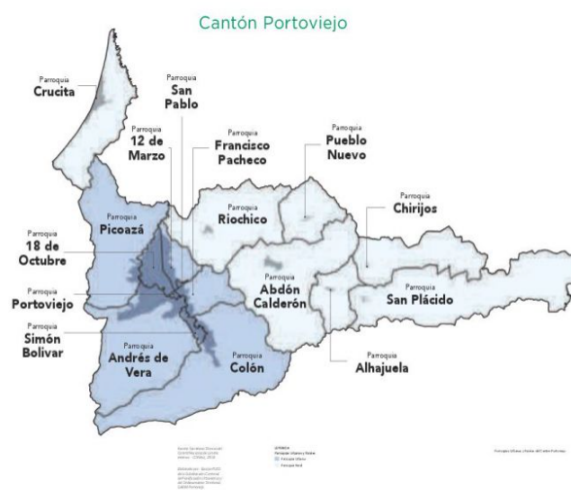 Cantón Portoviejo
Parroquia
Crucita
Parroquia
San
Pablo
Parroquia
12 de
Marzo
Parroquia
Francisco
Pacheco
Parroquia
Pueblo
Nuevo
Parroquia
Picoazá
Parroquia
Riochico
Parroquia
Chirijos
Parroquia
18 de
Octubre
Parroquia
Abdón
Calderón
Parroquia
San Plácido
Parroquia
Portoviejo
Parroquia
Simón
Bolivar
Parroquia
Andrés de
Vera
Parroquia
Colón
Parroquia
Alhajuela